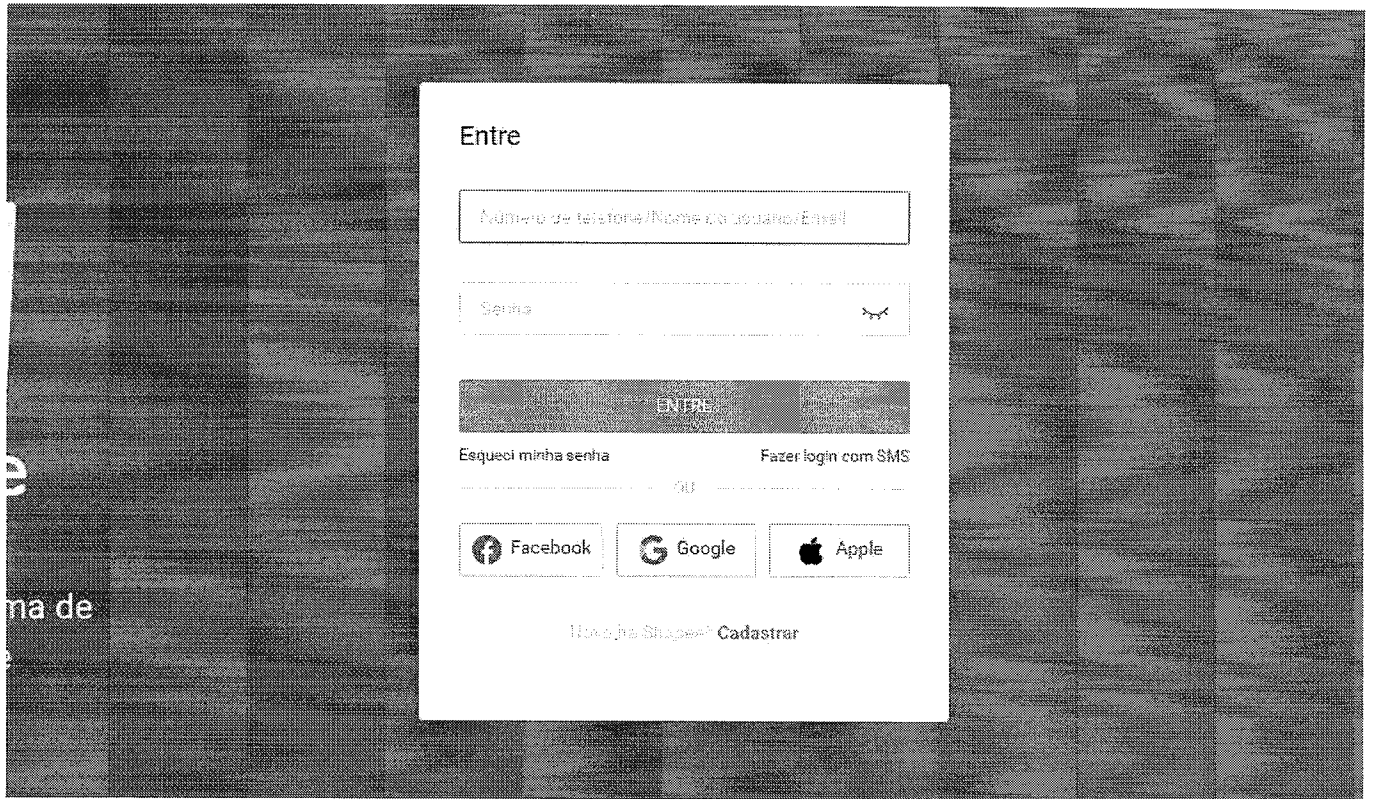 Entre
Número de telefone/Nome do usuário/Email
Senha
ENTRE
Esqueci minha senha
Fazer login com SMS
OU
Facebook
Google
Apple
Novo na Shopee? Cadastrar
e
ma de
e